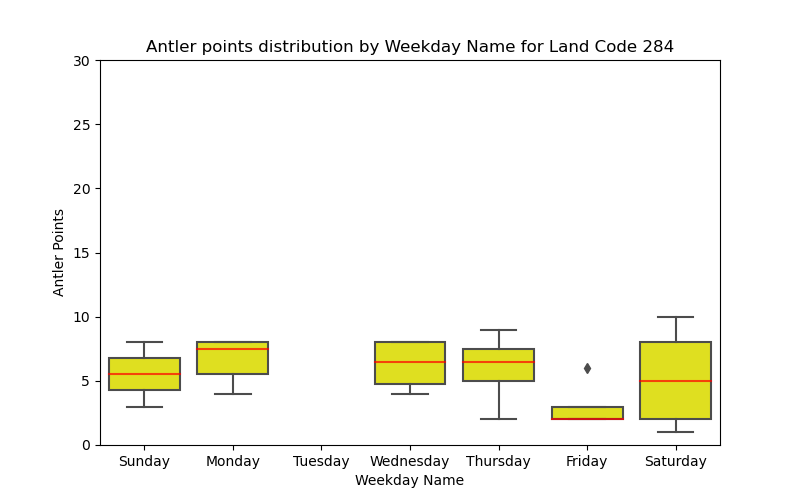 Antler points distribution by Weekday Name for Land Code 284
30
25
20
15
10
5
0
Antler Points
Sunday Monday Tuesday Wednesday Thursday Friday Saturday
Weekday Name